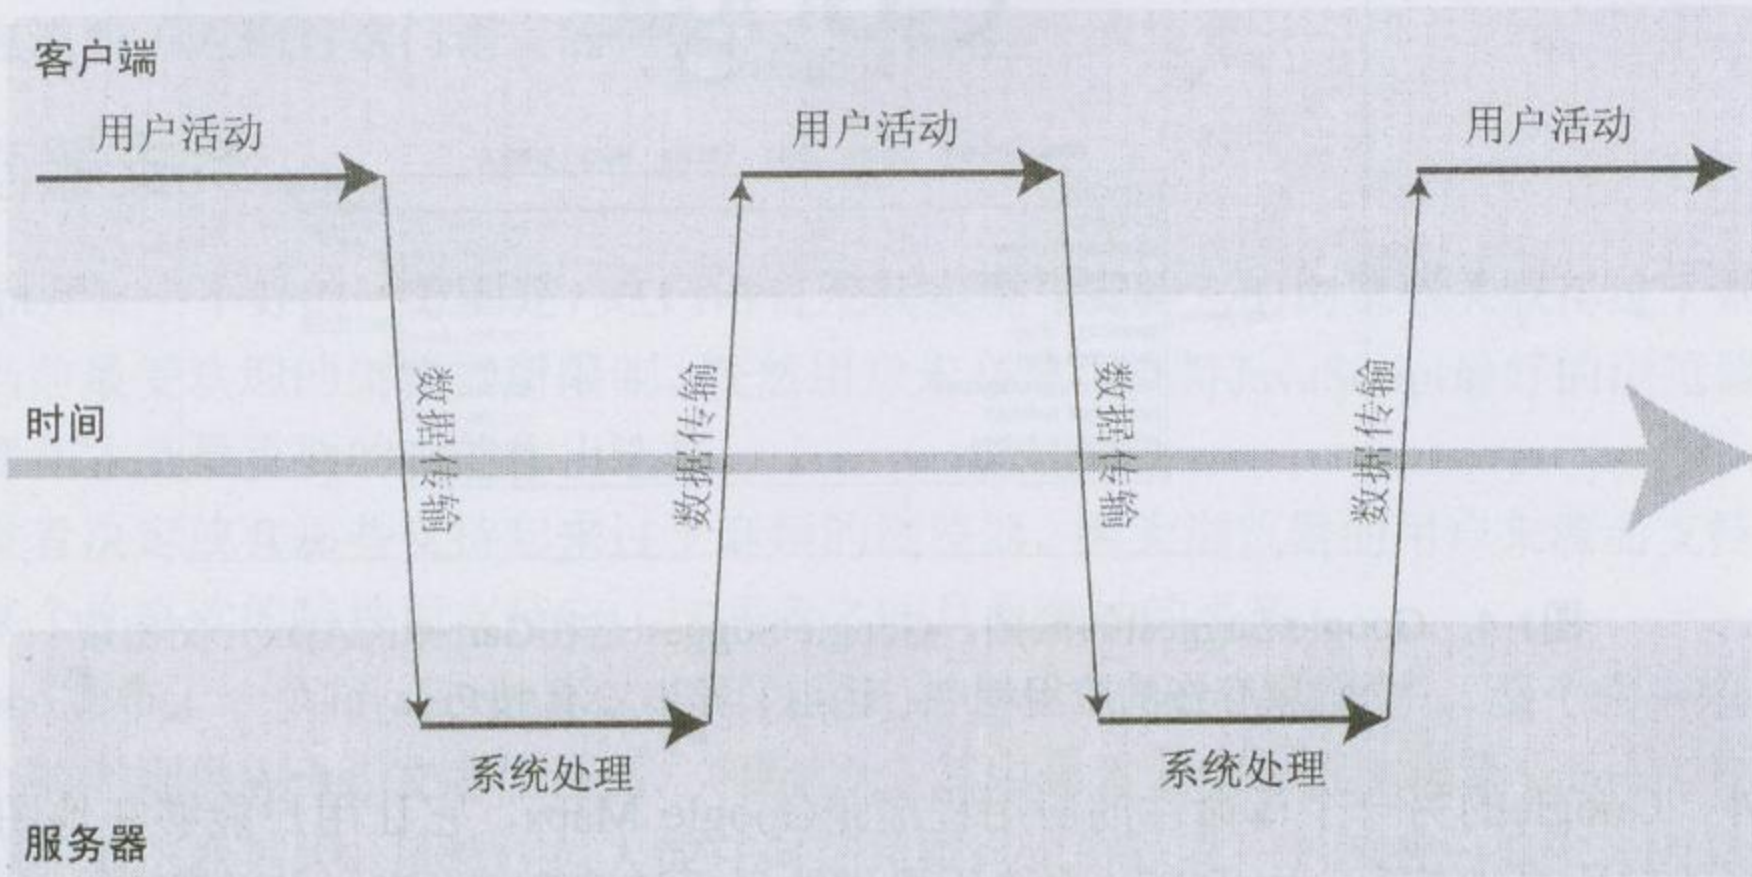 客户端
用户活动
用户活动
用户活动
数据传输
数据传输
数据传输
数据传输
时间
系统处理
系统处理
服务器